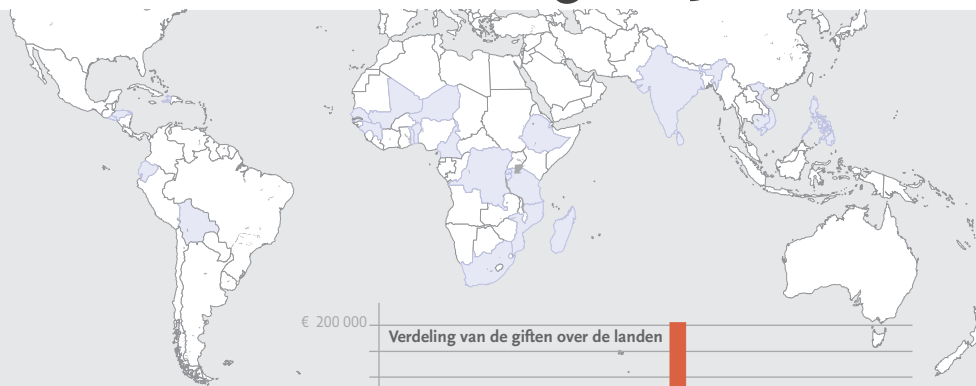 € 200 000
Verdeling van de giften over de landen